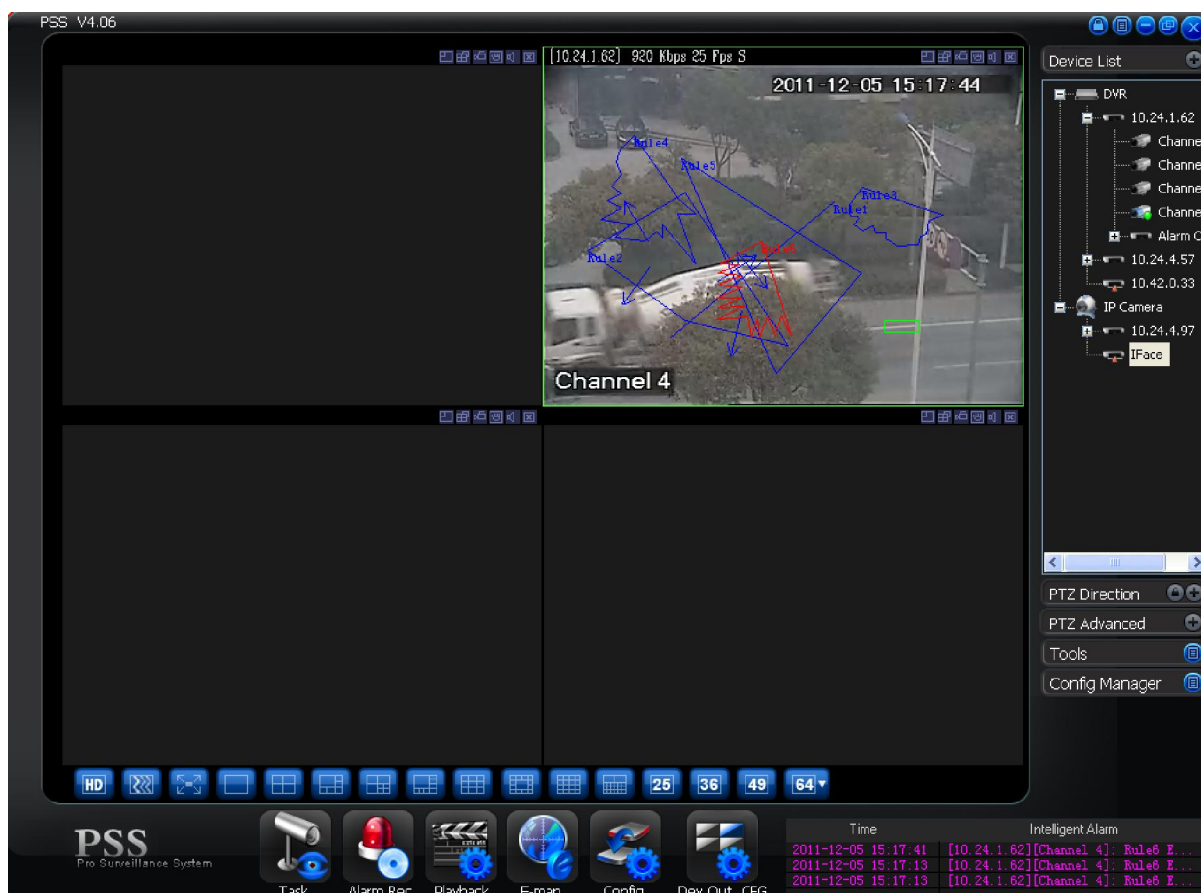 PSS V4.06
[10.24.1.62] 920 Kbps 25 Fps S
2011-12-05 15:17:44
Rule4
Rule5
Rule3
Rule1
Rule6
Rule2
Channel 4
Device List
DVR
10.24.1.62
Channe
Channe
Channe
Channe
Alarm C
10.24.4.57
10.42.0.33
IP Camera
10.24.4.97
IFace
PTZ Direction
PTZ Advanced
Tools
Config Manager
HD
25
36
49
64
PSS
Pro Surveillance System
Task
Alarm Rec
Playback
E-map
Config
Dev Out CFG
Time Intelligent Alarm
2011-12-05 15:17:41 [10.24.1.62][Channel 4]: Rule6 E...
2011-12-05 15:17:13 [10.24.1.62][Channel 4]: Rule6 E...
2011-12-05 15:17:13 [10.24.1.62][Channel 4]: Rule6 E...